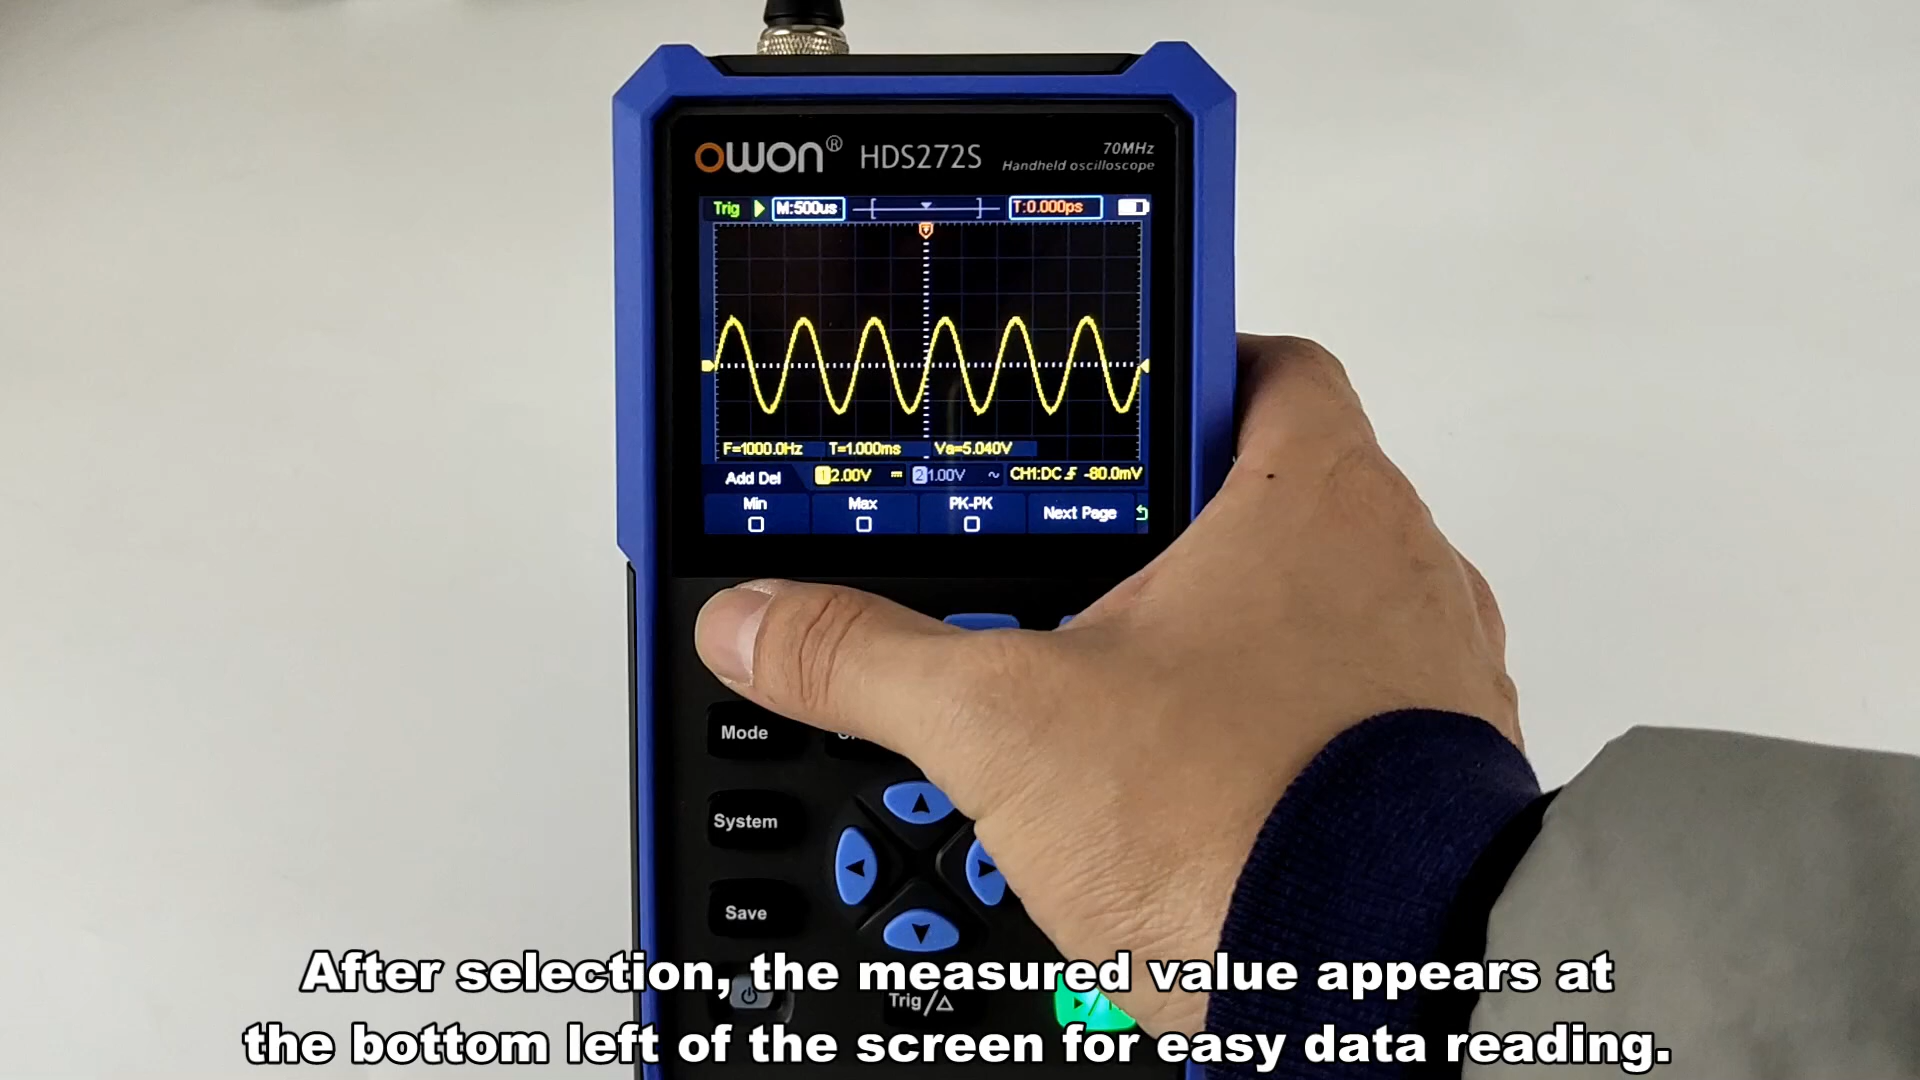 OWON® HDS272S 70MHz
Handheld oscilloscope
Trig M:500us T:0.000ps
F=1000.0Hz T=1.000ms Va=5.040V
Add Del 1 2.00V 2 1.00V ~ CH1:DC -80.0mV
Min Max PK-PK Next Page
Mode
System
Save
Trig/△
After selection, the measured value appears at
the bottom left of the screen for easy data reading.